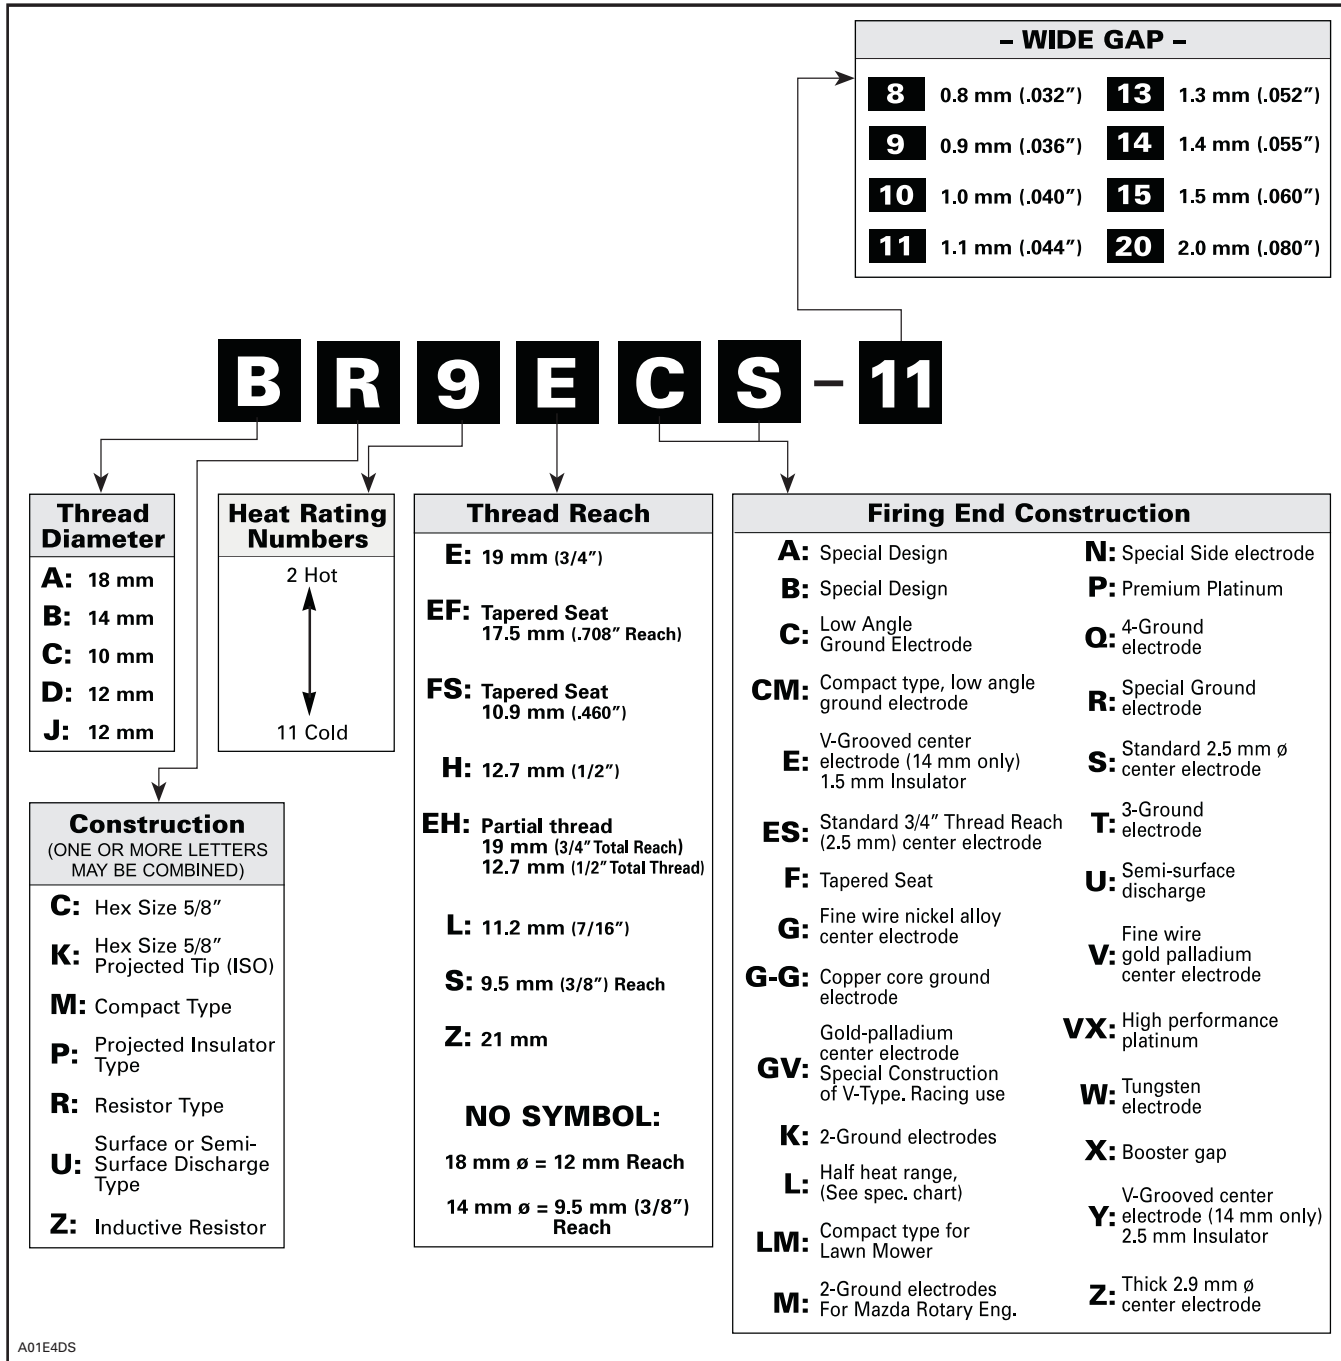 – WIDE GAP –
8 0.8 mm (.032″) 13 1.3 mm (.052″)
9 0.9 mm (.036″) 14 1.4 mm (.055″)
10 1.0 mm (.040″) 15 1.5 mm (.060″)
11 1.1 mm (.044″) 20 2.0 mm (.080″)
B R 9 E C S – 11
Thread
Diameter
A: 18 mm
B: 14 mm
C: 10 mm
D: 12 mm
J: 12 mm
Construction
(ONE OR MORE LETTERS
MAY BE COMBINED)
C: Hex Size 5/8″
K: Hex Size 5/8″
Projected Tip (ISO)
M: Compact Type
P: Projected Insulator
Type
R: Resistor Type
U: Surface or Semi-
Surface Discharge
Type
Z: Inductive Resistor
Heat Rating
Numbers
2 Hot
11 Cold
Thread Reach
E: 19 mm (3/4″)
EF: Tapered Seat
17.5 mm (.708″ Reach)
FS: Tapered Seat
10.9 mm (.460″)
H: 12.7 mm (1/2″)
EH: Partial thread
19 mm (3/4″ Total Reach)
12.7 mm (1/2″ Total Thread)
L: 11.2 mm (7/16″)
S: 9.5 mm (3/8″) Reach
Z: 21 mm
NO SYMBOL:
18 mm ø = 12 mm Reach
14 mm ø = 9.5 mm (3/8″)
Reach
Firing End Construction
A: Special Design
B: Special Design
C: Low Angle
Ground Electrode
CM: Compact type, low angle
ground electrode
E: V-Grooved center
electrode (14 mm only)
1.5 mm Insulator
ES: Standard 3/4″ Thread Reach
(2.5 mm) center electrode
F: Tapered Seat
G: Fine wire nickel alloy
center electrode
G-G: Copper core ground
electrode
GV: Gold-palladium
center electrode
Special Construction
of V-Type. Racing use
K: 2-Ground electrodes
L: Half heat range,
(See spec. chart)
LM: Compact type for
Lawn Mower
M: 2-Ground electrodes
For Mazda Rotary Eng.
N: Special Side electrode
P: Premium Platinum
Q: 4-Ground
electrode
R: Special Ground
electrode
S: Standard 2.5 mm ø
center electrode
T: 3-Ground
electrode
U: Semi-surface
discharge
V: Fine wire
gold palladium
center electrode
VX: High performance
platinum
W: Tungsten
electrode
X: Booster gap
Y: V-Grooved center
electrode (14 mm only)
2.5 mm Insulator
Z: Thick 2.9 mm ø
center electrode
A01E4DS